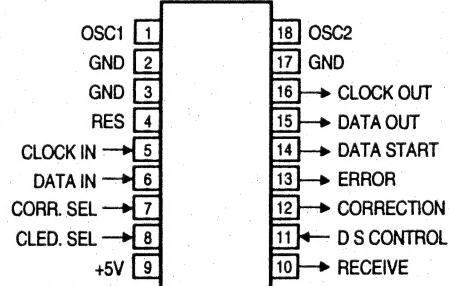 OSC1 1 18 OSC2
GND 2 17 GND
GND 3 16 CLOCK OUT
RES 4 15 DATA OUT
CLOCK IN 5 14 DATA START
DATA IN 6 13 ERROR
CORR. SEL 7 12 CORRECTION
CLED. SEL 8 11 D S CONTROL
+5V 9 10 RECEIVE